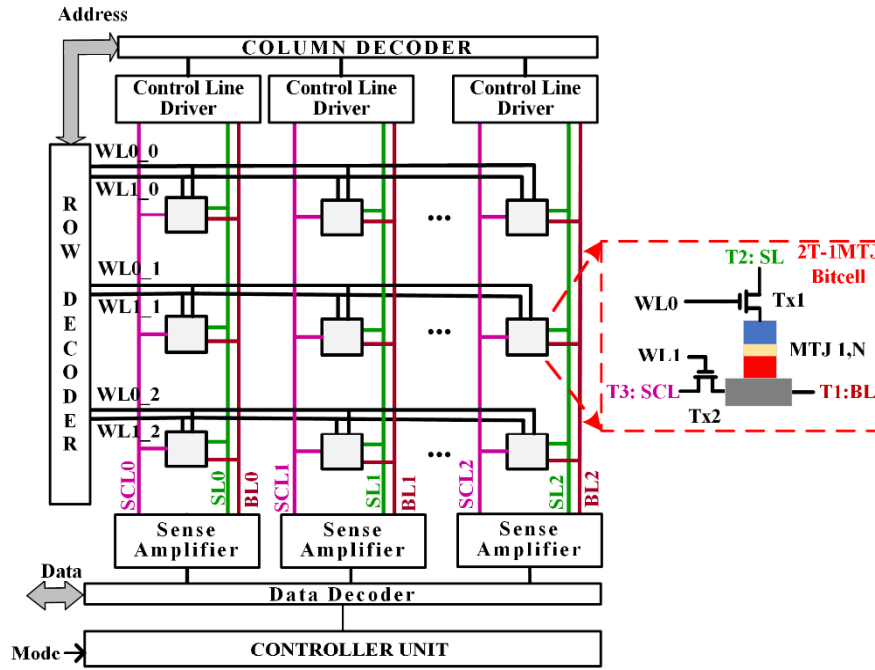 Address
COLUMN DECODER
Control Line
Driver
Control Line
Driver
Control Line
Driver
ROW DECODER
WL0_0
WL1_0
...
WL0_1
WL1_1
...
WL0_2
WL1_2
...
SCL0
SL0
BL0
SCL1
SL1
BL1
SCL2
SL2
BL2
Sense
Amplifier
Sense
Amplifier
Sense
Amplifier
Data
Data Decoder
Mode
CONTROLLER UNIT
2T-1MTJ
Bitcell
T2: SL
WL0
Tx1
MTJ 1,N
WL1
T3: SCL
T1:BL
Tx2